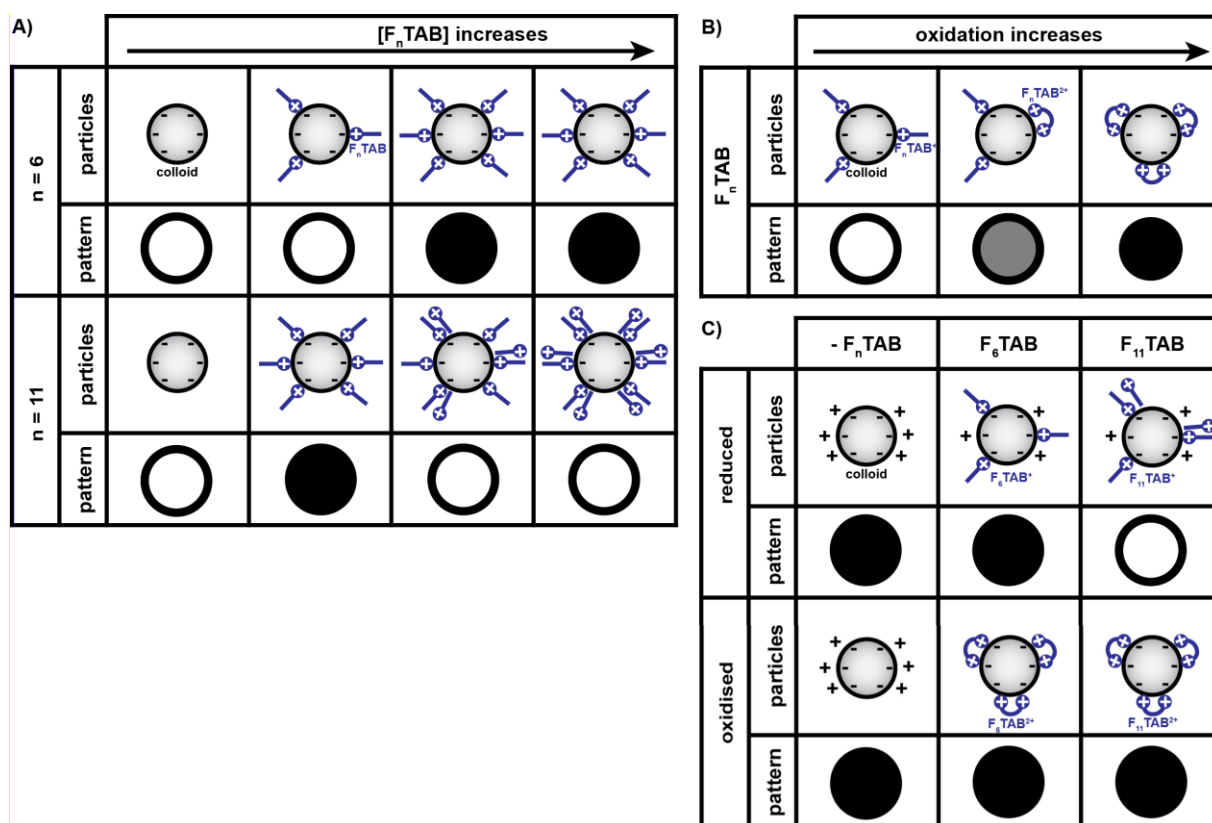 A)
[FnTAB] increases
n = 6
particles
colloid
FnTAB
pattern
n = 11
particles
pattern
B)
oxidation increases
FnTAB
particles
colloid
FnTAB+
FnTAB2+
pattern
C)
- FnTAB
F6TAB
F11TAB
reduced
particles
colloid
F6TAB+
F11TAB+
pattern
oxidised
particles
F6TAB2+
F11TAB2+
pattern